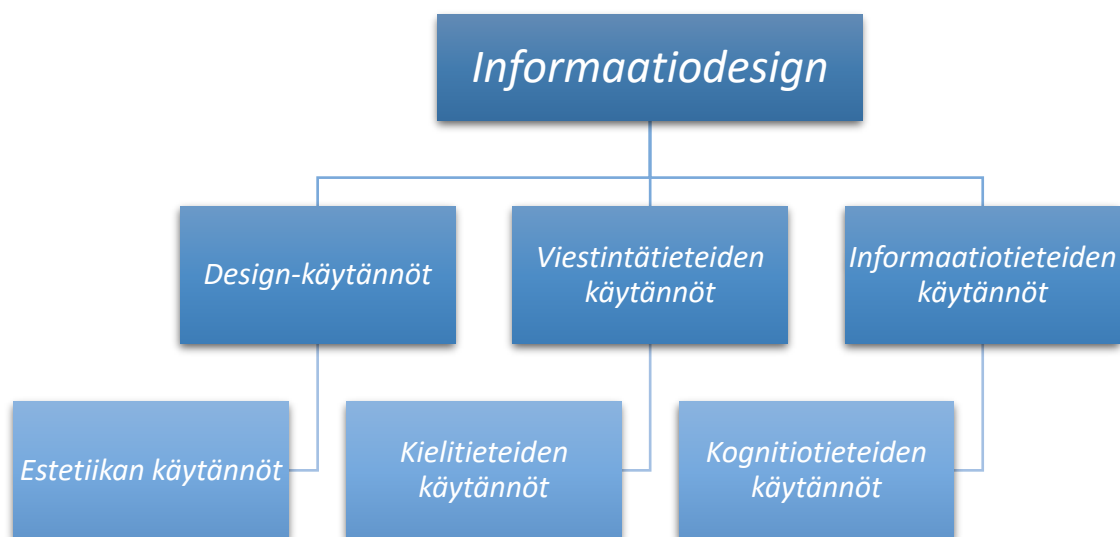 Informaatiodesign
Design-käytännöt
Viestintätieteiden
käytännöt
Informaatiotieteiden
käytännöt
Estetiikan käytännöt
Kielitieteiden
käytännöt
Kognitiotieteiden
käytännöt